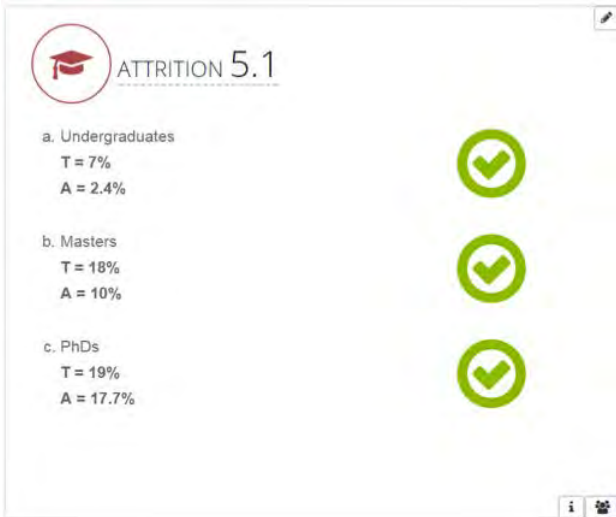 ATTRITION 5.1
a. Undergraduates
T = 7%
A = 2.4%
b. Masters
T = 18%
A = 10%
c. PhDs
T = 19%
A = 17.7%
i